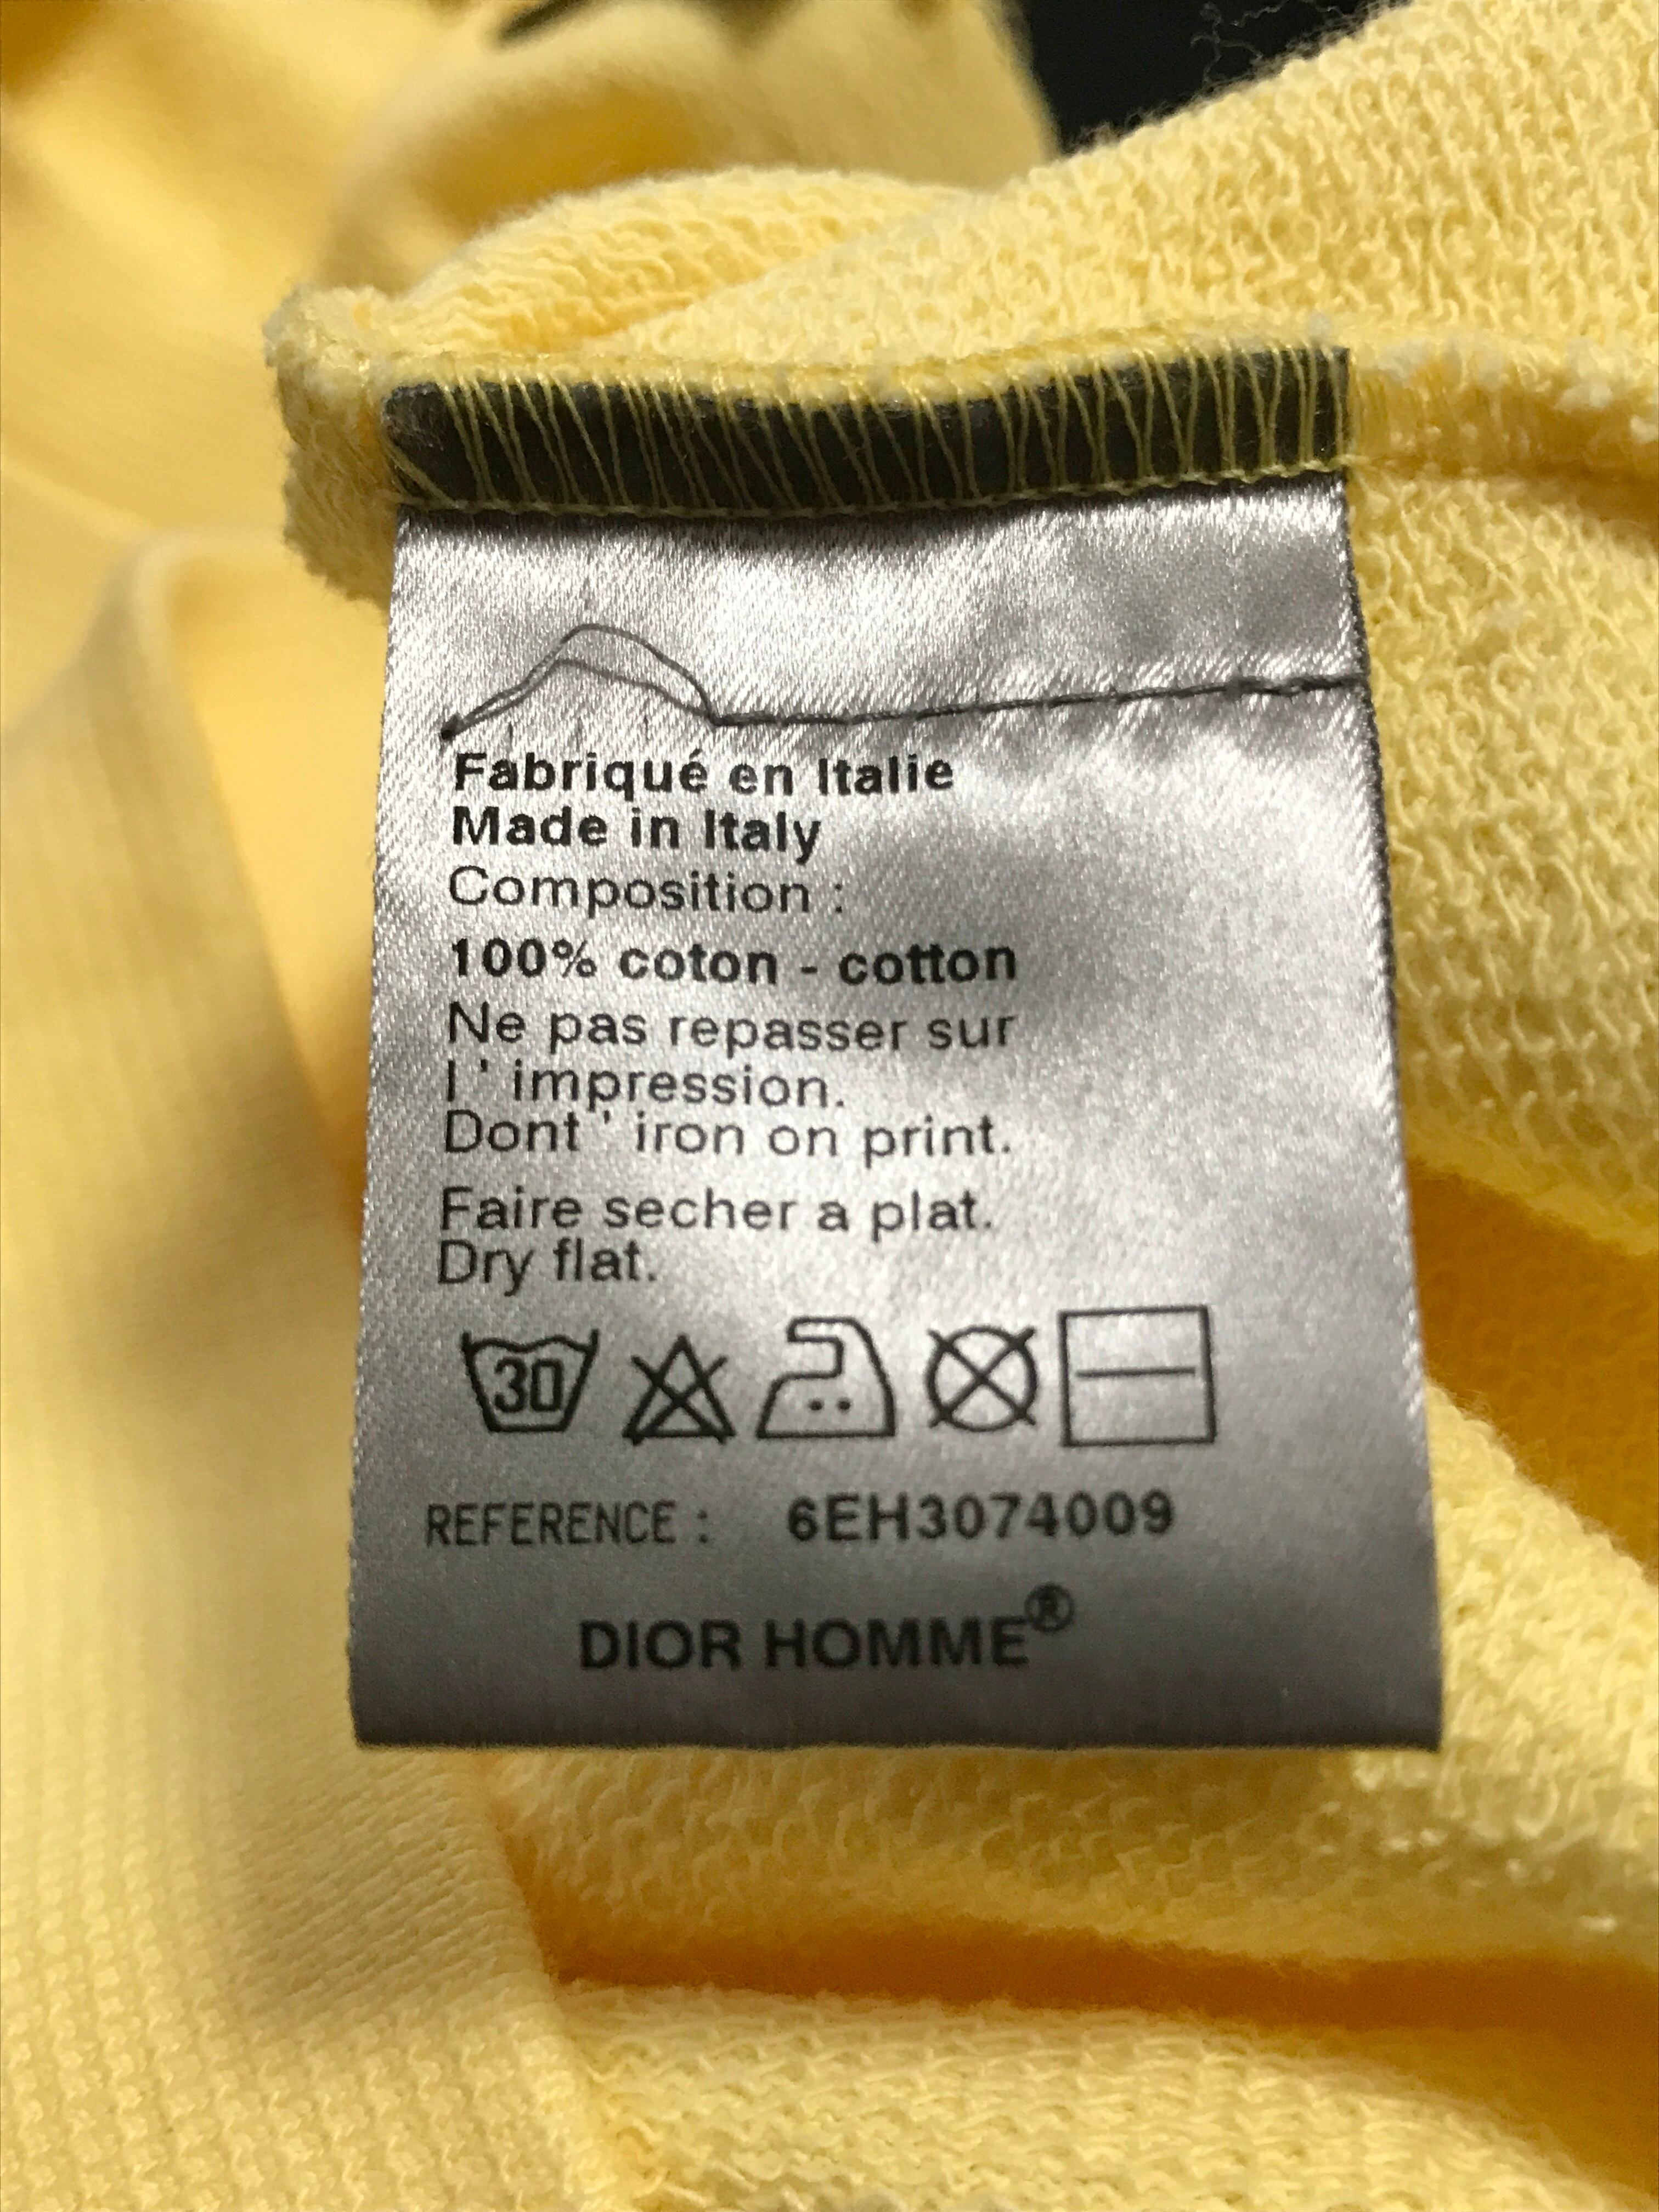 Fabriqué en Italie
Made in Italy
Composition :
100% coton - cotton
Ne pas repasser sur
l ' impression.
Dont ' iron on print.
Faire secher a plat.
Dry flat.
30
REFERENCE : 6EH3074009
DIOR HOMME®